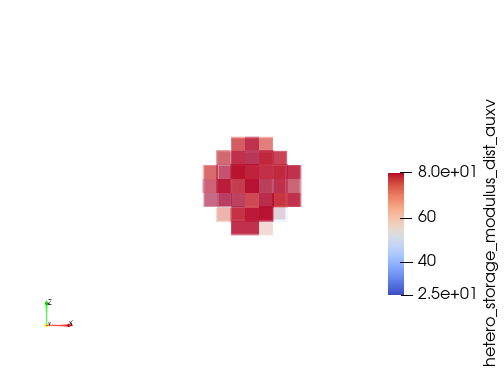 8.0e+01
60
40
2.5e+01
hetero_storage_modulus_dist_auxv
Z
X